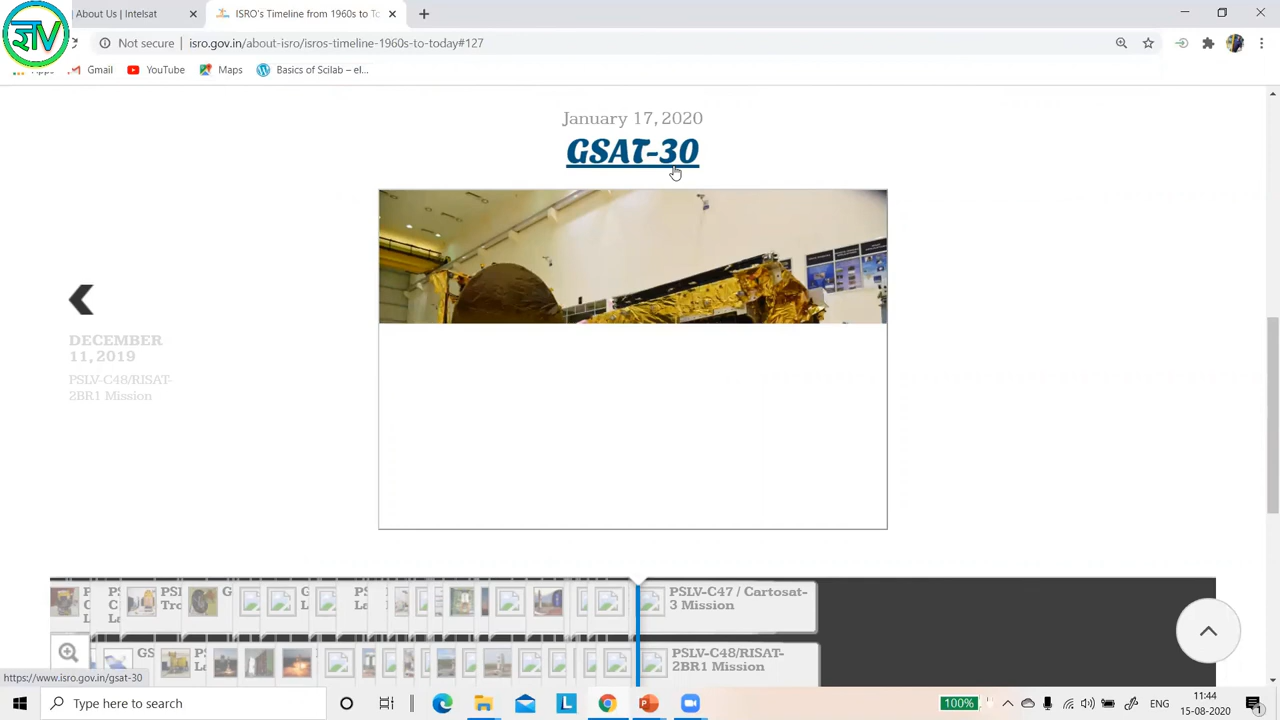 ज्ञTV
About Us | Intelsat
ISRO's Timeline from 1960s to To
Not secure
isro.gov.in/about-isro/isros-timeline-1960s-to-today#127
Apps
Gmail
YouTube
Maps
Basics of Scilab – el...
January 17, 2020
GSAT-30
DECEMBER
11, 2019
PSLV-C48/RISAT-
2BR1 Mission
PSLV-C47 / Cartosat-
3 Mission
PSLV-C48/RISAT-
2BR1 Mission
https://www.isro.gov.in/gsat-30
Type here to search
100%
ENG
11:44
15-08-2020